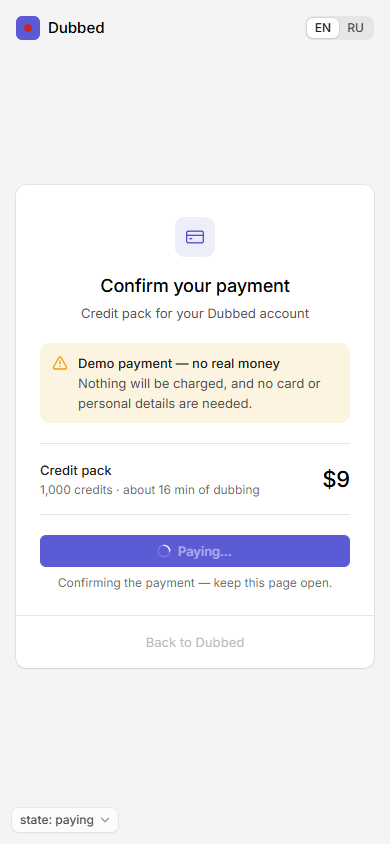 Dubbed
EN
RU
Confirm your payment
Credit pack for your Dubbed account
Demo payment — no real money
Nothing will be charged, and no card or
personal details are needed.
Credit pack
1,000 credits · about 16 min of dubbing
$9
Paying...
Confirming the payment — keep this page open.
Back to Dubbed
state: paying